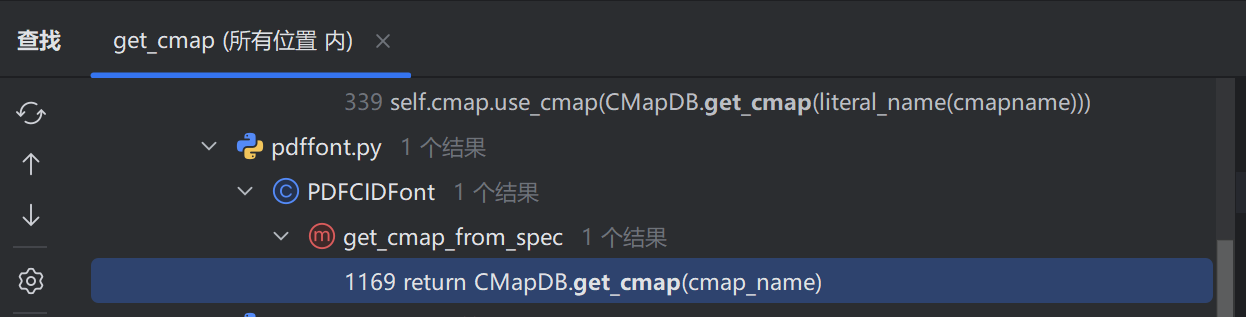 查找 get_cmap (所有位置 内)
339 self.cmap.use_cmap(CMapDB.get_cmap(literal_name(cmapname)))
pdffont.py 1 个结果
PDFCIDFont 1 个结果
get_cmap_from_spec 1 个结果
1169 return CMapDB.get_cmap(cmap_name)